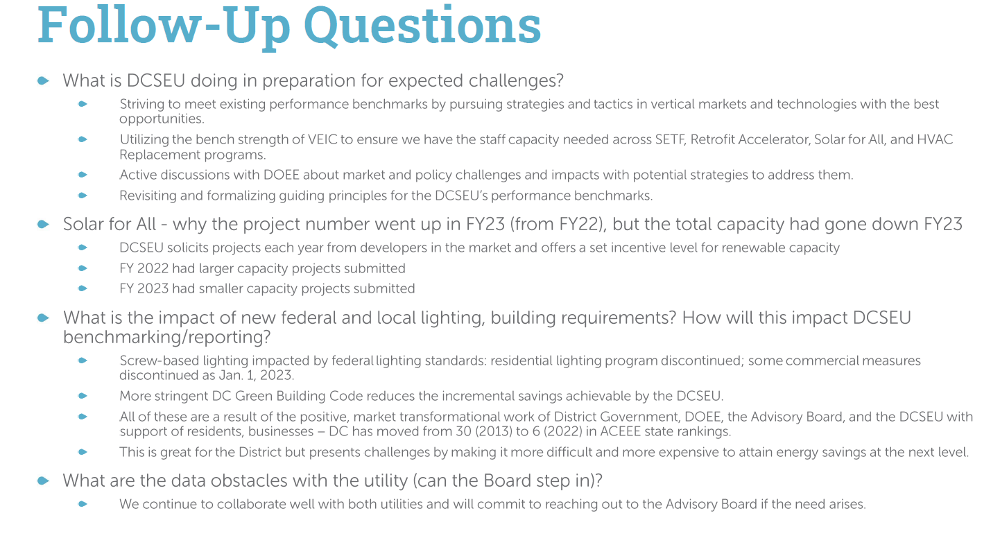 Follow-Up Questions
What is DCSEU doing in preparation for expected challenges?
Striving to meet existing performance benchmarks by pursuing strategies and tactics in vertical markets and technologies with the best
opportunities.
Utilizing the bench strength of VEIC to ensure we have the staff capacity needed across SETF, Retrofit Accelerator, Solar for All, and HVAC
Replacement programs.
Active discussions with DOEE about market and policy challenges and impacts with potential strategies to address them.
Revisiting and formalizing guiding principles for the DCSEU's performance benchmarks.
Solar for All - why the project number went up in FY23 (from FY22), but the total capacity had gone down FY23
DCSEU solicits projects each year from developers in the market and offers a set incentive level for renewable capacity
FY 2022 had larger capacity projects submitted
FY 2023 had smaller capacity projects submitted
What is the impact of new federal and local lighting, building requirements? How will this impact DCSEU
benchmarking/reporting?
Screw-based lighting impacted by federal lighting standards: residential lighting program discontinued; some commercial measures
discontinued as Jan. 1, 2023.
More stringent DC Green Building Code reduces the incremental savings achievable by the DCSEU.
All of these are a result of the positive, market transformational work of District Government, DOEE, the Advisory Board, and the DCSEU with
support of residents, businesses – DC has moved from 30 (2013) to 6 (2022) in ACEEE state rankings.
This is great for the District but presents challenges by making it more difficult and more expensive to attain energy savings at the next level.
What are the data obstacles with the utility (can the Board step in)?
We continue to collaborate well with both utilities and will commit to reaching out to the Advisory Board if the need arises.